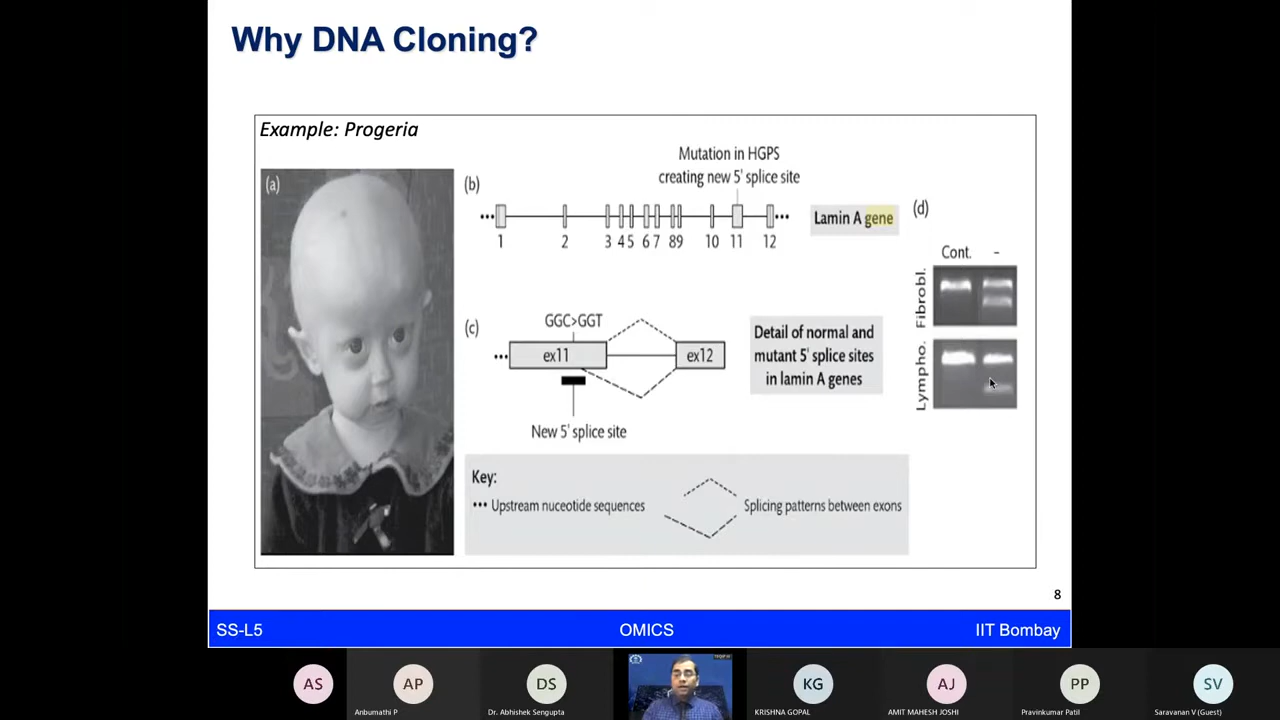 Why DNA Cloning?
Example: Progeria
(a)
(b)
Mutation in HGPS
creating new 5' splice site
1 2 3 4 5 6 7 8 9 10 11 12
Lamin A gene
(c)
GGC>GGT
ex11
ex12
New 5' splice site
Detail of normal and
mutant 5' splice sites
in lamin A genes
(d)
Cont. -
Fibrobl.
Lympho.
Key:
••• Upstream nuceotide sequences
Splicing patterns between exons
8
SS-L5 OMICS IIT Bombay
AS
AP
Anbumathi P
DS
Dr. Abhishek Sengupta
KG
KRISHNA GOPAL
AJ
AMIT MAHESH JOSHI
PP
Pravinkumar Patil
SV
Saravanan V (Guest)